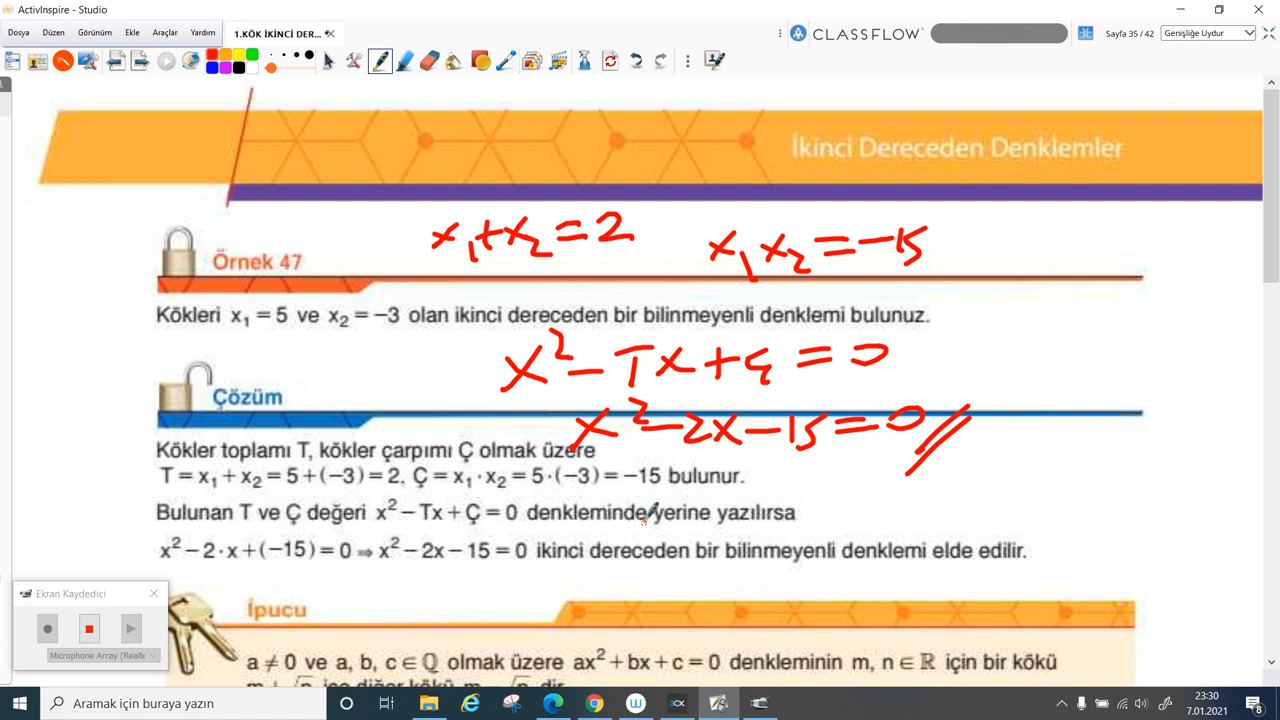 ActivInspire - Studio
Dosya Düzen Görünüm Ekle Araçlar Yardım
1.KÖK İKİNCİ DER...
CLASSFLOW
Sayfa 35 / 42
Genişliğe Uydur
İkinci Dereceden Denklemler
x₁+x₂=2
x₁x₂=-15
Örnek 47
Kökleri x₁ = 5 ve x₂ = −3 olan ikinci dereceden bir bilinmeyenli denklemi bulunuz.
x²-Tx+Ç=0
Çözüm
x²-2x-15=0
Kökler toplamı T, kökler çarpımı Ç olmak üzere
T = x₁ + x₂ = 5 + (−3) = 2, Ç = x₁ · x₂ = 5 · (−3) = −15 bulunur.
Bulunan T ve Ç değeri x² − Tx + Ç = 0 denkleminde yerine yazılırsa
x² − 2 · x + (−15) = 0 ⇒ x² − 2x − 15 = 0 ikinci dereceden bir bilinmeyenli denklemi elde edilir.
Ekran Kaydedici
Microphone Array (Realte
İpucu
a ≠ 0 ve a, b, c ∈ ℚ olmak üzere ax² + bx + c = 0 denkleminin m, n ∈ ℝ için bir kökü
Aramak için buraya yazın
23:30
7.01.2021
8